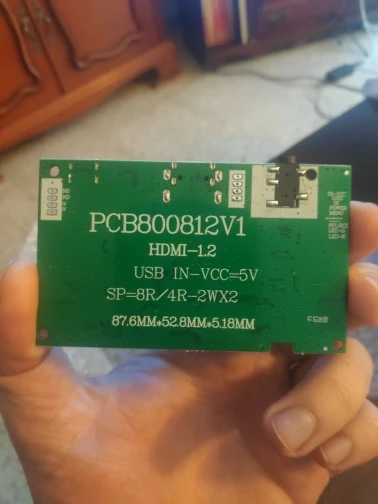 PCB800812V1
HDMI-1.2
USB IN-VCC=5V
SP=8R/4R-2WX2
87.6MM*52.8MM*5.18MM